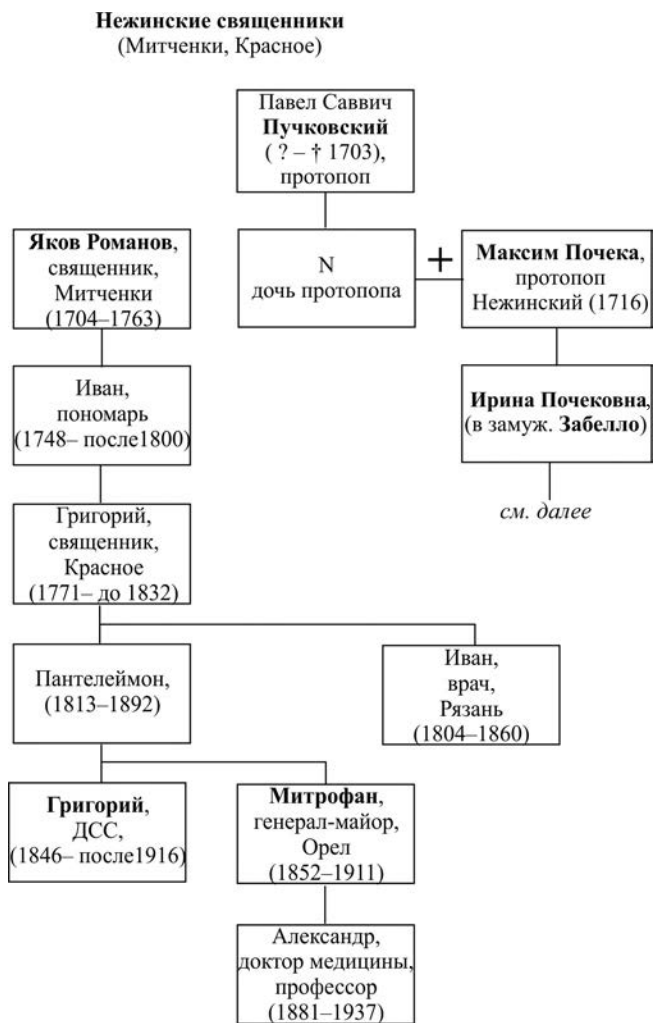 Нежинские священники
(Митченки, Красное)
Павел Саввич
Пучковский
( ? – † 1703),
протопоп
Яков Романов,
священник,
Митченки
(1704–1763)
N
дочь протопопа
+
Максим Почека,
протопоп
Нежинский (1716)
Иван,
пономарь
(1748– после1800)
Ирина Почековна,
(в замуж. Забелло)
см. далее
Григорий,
священник,
Красное
(1771– до 1832)
Пантелеймон,
(1813–1892)
Иван,
врач,
Рязань
(1804–1860)
Григорий,
ДСС,
(1846– после1916)
Митрофан,
генерал-майор,
Орел
(1852–1911)
Александр,
доктор медицины,
профессор
(1881–1937)